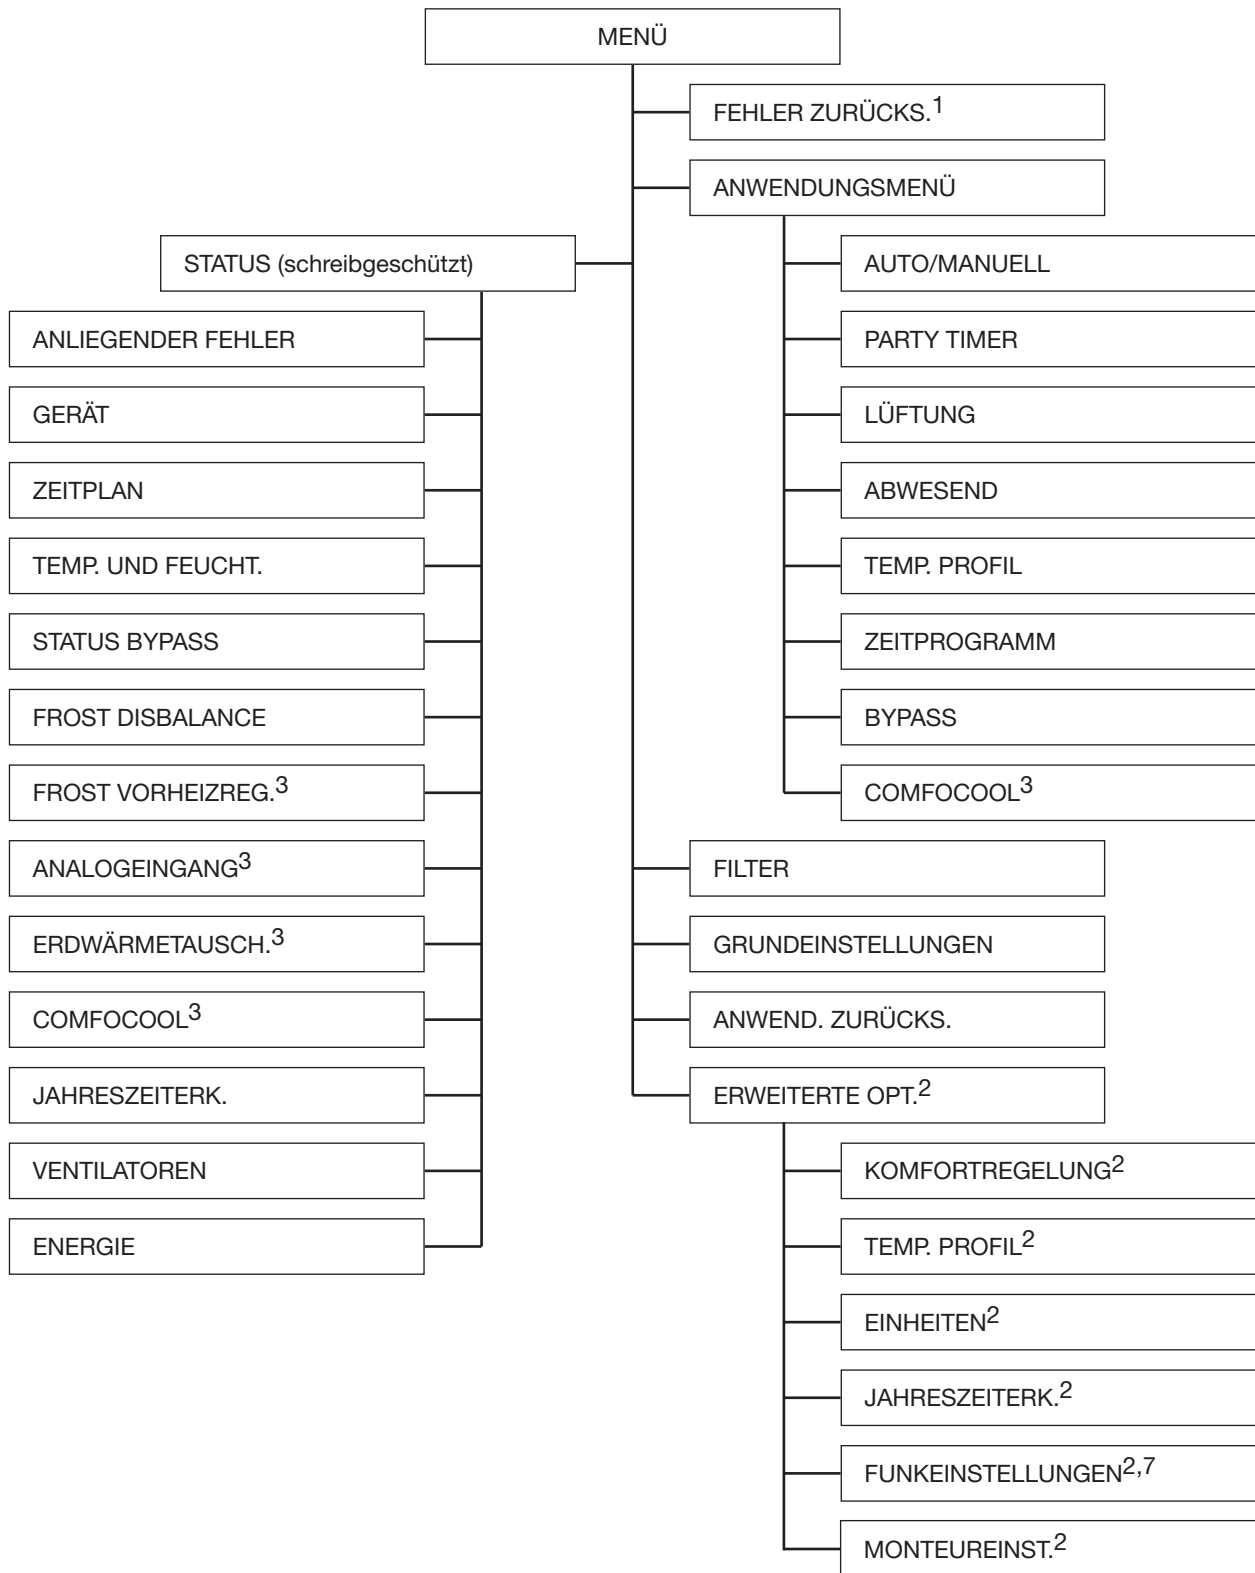 MENÜ
FEHLER ZURÜCKS.1
ANWENDUNGSMENÜ
AUTO/MANUELL
PARTY TIMER
LÜFTUNG
ABWESEND
TEMP. PROFIL
ZEITPROGRAMM
BYPASS
COMFOCOOL3
STATUS (schreibgeschützt)
ANLIEGENDER FEHLER
GERÄT
ZEITPLAN
TEMP. UND FEUCHT.
STATUS BYPASS
FROST DISBALANCE
FROST VORHEIZREG.3
ANALOGEINGANG3
ERDWÄRMETAUSCH.3
COMFOCOOL3
JAHRESZEITERK.
VENTILATOREN
ENERGIE
FILTER
GRUNDEINSTELLUNGEN
ANWEND. ZURÜCKS.
ERWEITERTE OPT.2
KOMFORTREGELUNG2
TEMP. PROFIL2
EINHEITEN2
JAHRESZEITERK.2
FUNKEINSTELLUNGEN2,7
MONTEUREINST.2